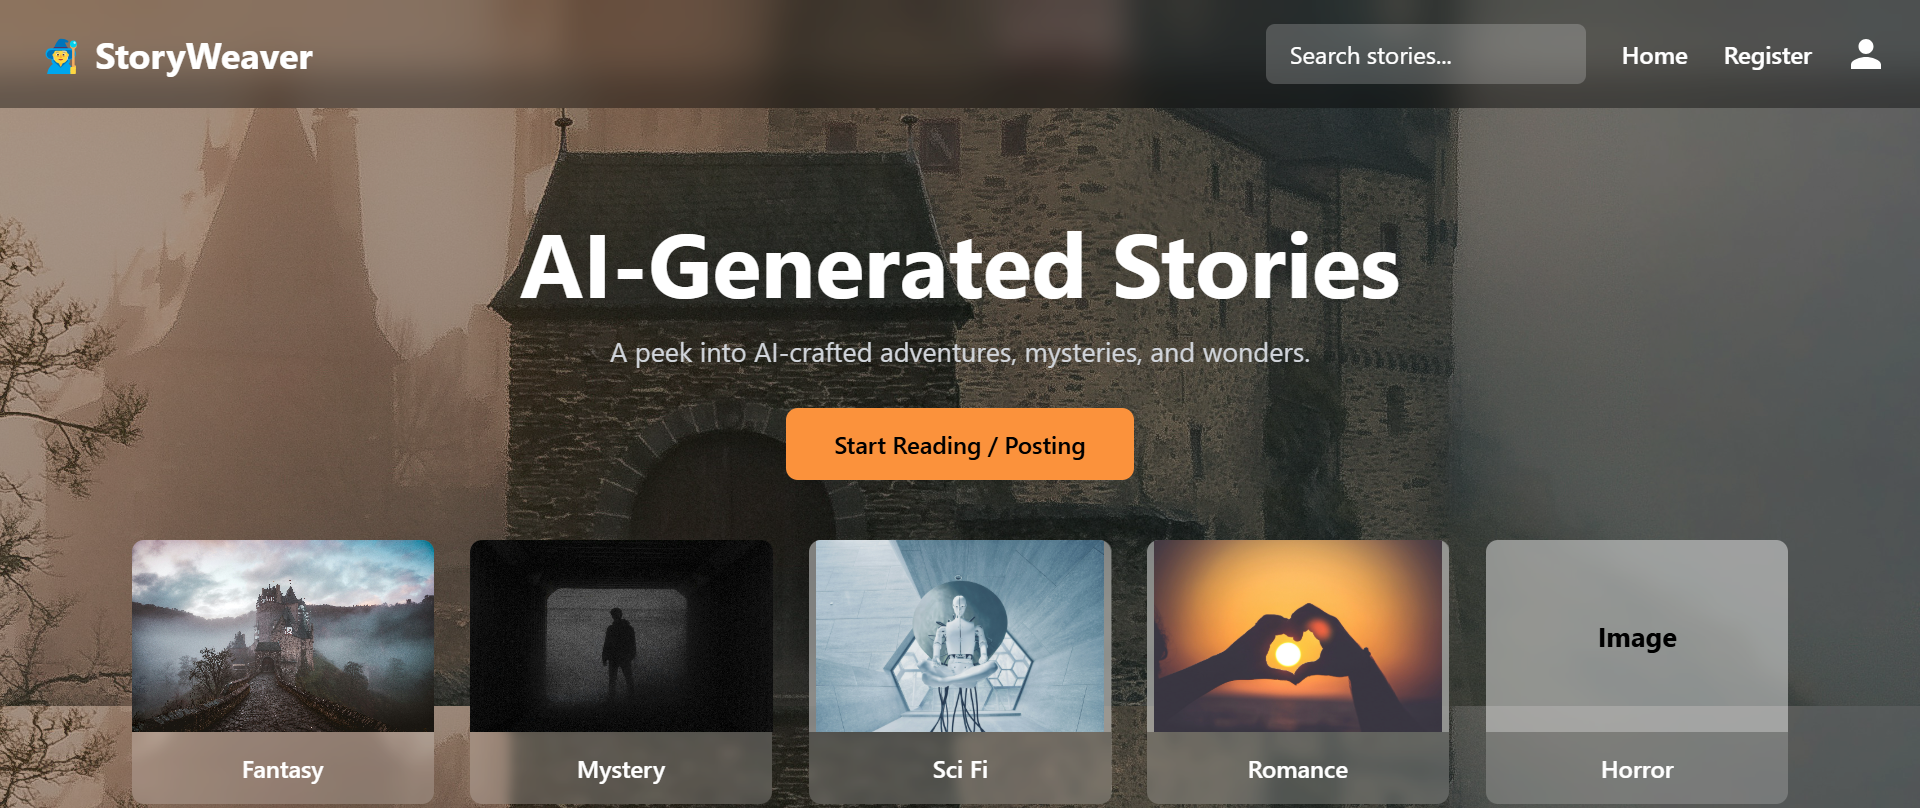 StoryWeaver
Search stories...
Home
Register
AI-Generated Stories
A peek into AI-crafted adventures, mysteries, and wonders.
Start Reading / Posting
Image
Fantasy
Mystery
Sci Fi
Romance
Horror